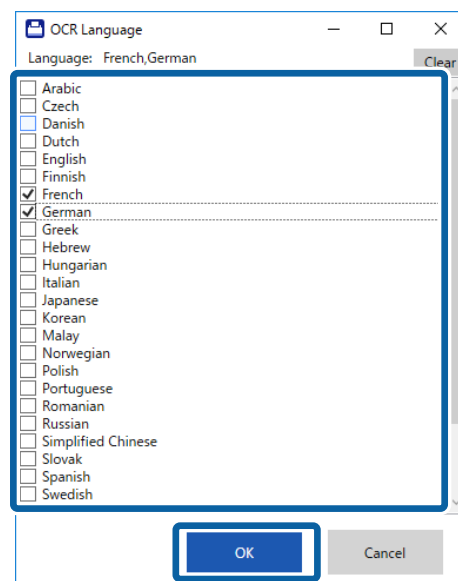 OCR Language
Language: French,German
Clear
Arabic
Czech
Danish
Dutch
English
Finnish
French
German
Greek
Hebrew
Hungarian
Italian
Japanese
Korean
Malay
Norwegian
Polish
Portuguese
Romanian
Russian
Simplified Chinese
Slovak
Spanish
Swedish
OK
Cancel